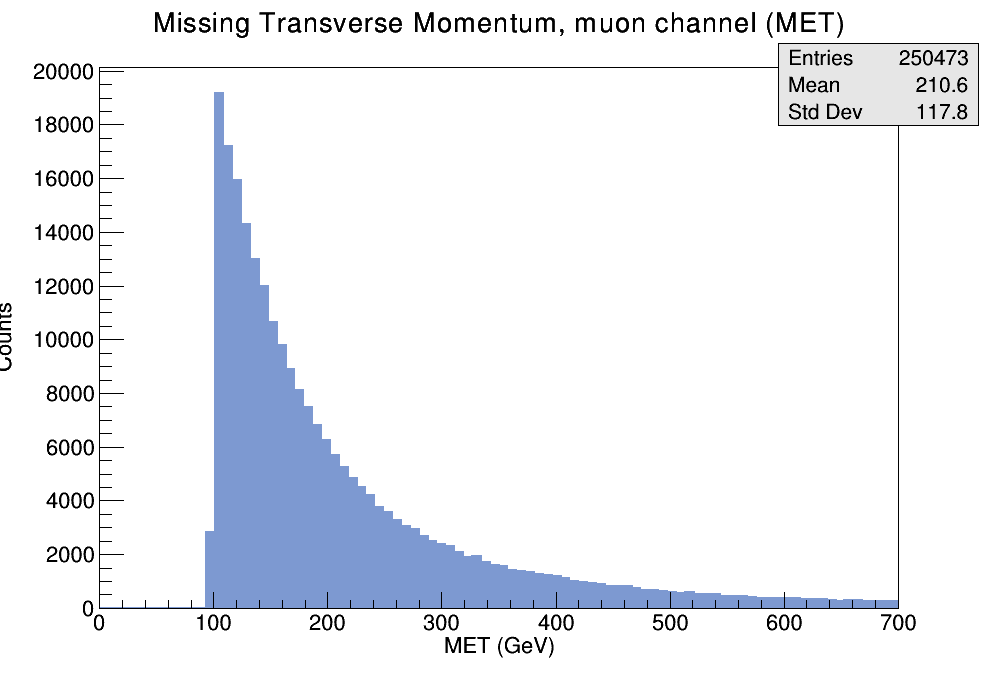 Missing Transverse Momentum, muon channel (MET)
Entries 250473
Mean 210.6
Std Dev 117.8
20000
18000
16000
14000
12000
10000
8000
6000
4000
2000
0
Counts
0 100 200 300 400 500 600 700
MET (GeV)